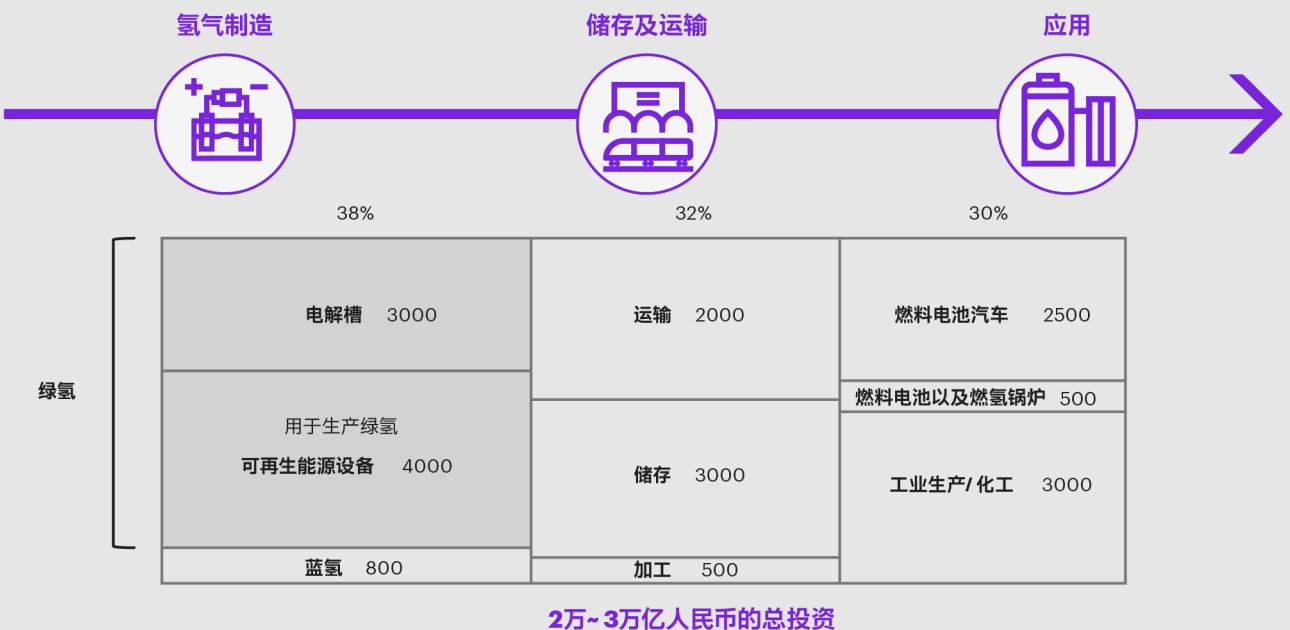 氢气制造
储存及运输
应用
38%
32%
30%
绿氢
电解槽 3000
用于生产绿氢
可再生能源设备 4000
蓝氢 800
运输 2000
储存 3000
加工 500
燃料电池汽车 2500
燃料电池以及燃氢锅炉 500
工业生产/ 化工 3000
2万~ 3万亿人民币的总投资